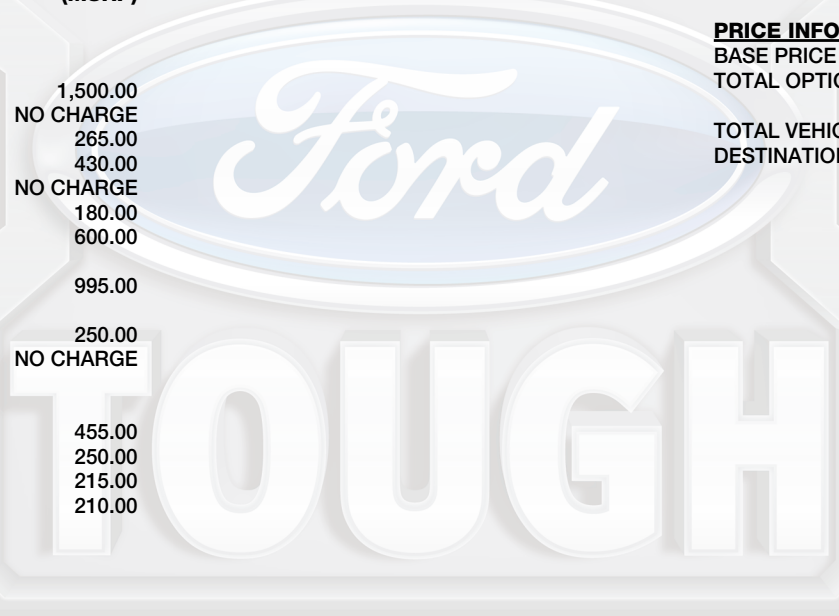 (MSRP)
1,500.00
NO CHARGE
265.00
430.00
NO CHARGE
180.00
600.00
995.00
250.00
NO CHARGE
455.00
250.00
215.00
210.00
PRICE INFO
BASE PRICE
TOTAL OPTIO
TOTAL VEHIC
DESTINATION
Ford
TOUGH